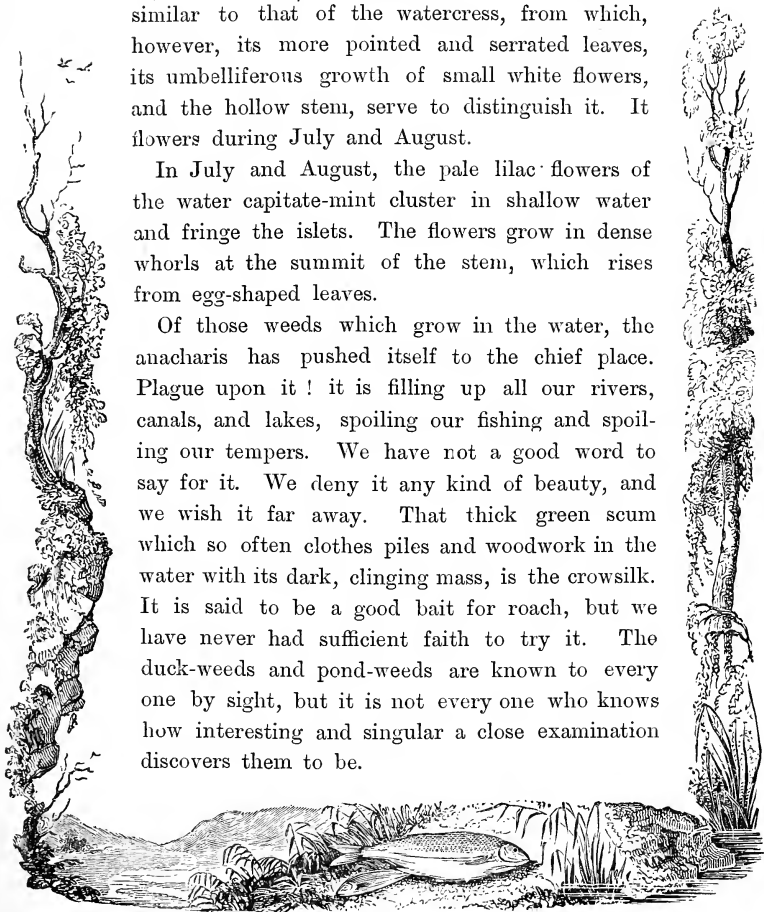 similar to that of the watercress, from which,
however, its more pointed and serrated leaves,
its umbelliferous growth of small white flowers,
and the hollow stem, serve to distinguish it. It
flowers during July and August.
In July and August, the pale lilac flowers of
the water capitate-mint cluster in shallow water
and fringe the islets. The flowers grow in dense
whorls at the summit of the stem, which rises
from egg-shaped leaves.
Of those weeds which grow in the water, the
anacharis has pushed itself to the chief place.
Plague upon it ! it is filling up all our rivers,
canals, and lakes, spoiling our fishing and spoil-
ing our tempers. We have not a good word to
say for it. We deny it any kind of beauty, and
we wish it far away. That thick green scum
which so often clothes piles and woodwork in the
water with its dark, clinging mass, is the crowsilk.
It is said to be a good bait for roach, but we
have never had sufficient faith to try it. The
duck-weeds and pond-weeds are known to every
one by sight, but it is not every one who knows
how interesting and singular a close examination
discovers them to be.